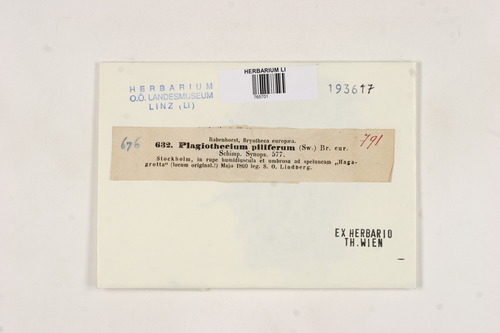 HERBARIUM
O.Ö. LANDESMUSEUM
LINZ (LI)
HERBARIUM LI
193617
676
Rabenhorst, Bryotheca europaea.
632. Plagiothecium piliferum (Sw.) Br. eur.
Schimp. Synops. 577.
Stockholm, in rupe humidiuscula et umbrosa ad speluncam „Haga-
grotta“ (locum original.!) Majo 1860 leg. S. O. Lindberg.
791
EX HERBARIO
TH. WIEN